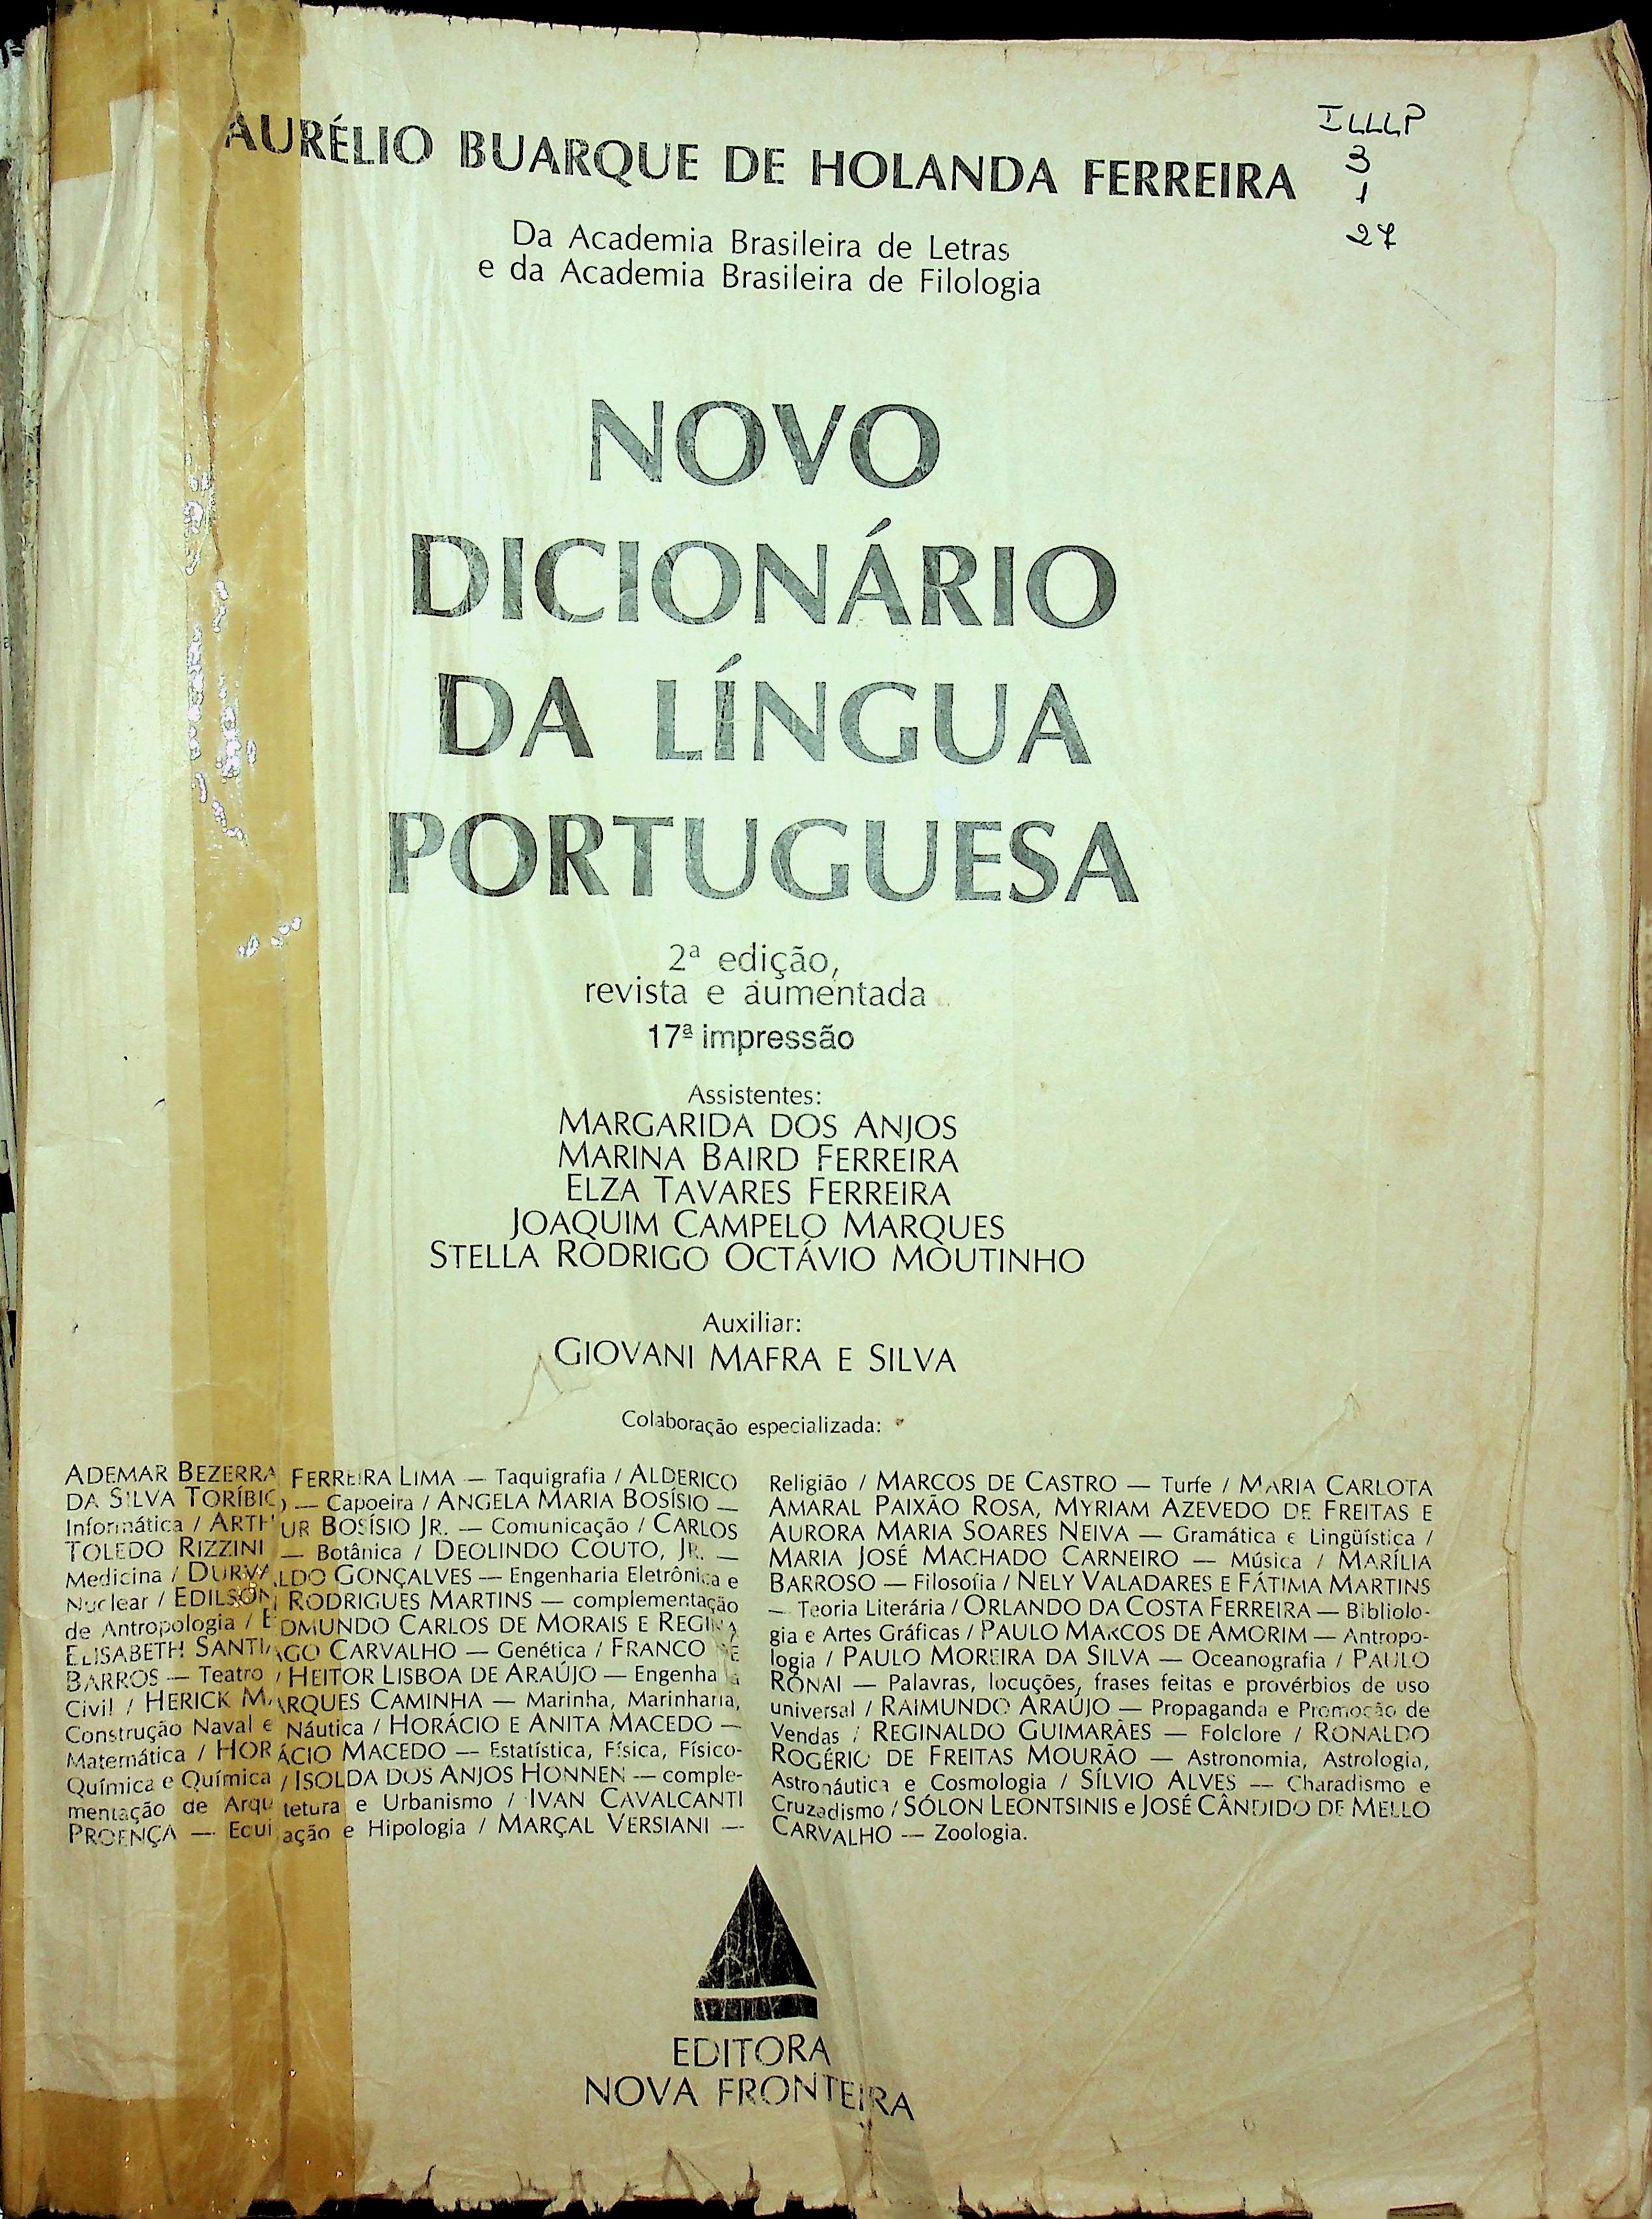 AURÉLIO BUARQUE DE HOLANDA FERREIRA
ILLLP
3
1
27
Da Academia Brasileira de Letras
e da Academia Brasileira de Filologia
NOVO
DICIONÁRIO
DA LÍNGUA
PORTUGUESA
2ª edição,
revista e aumentada
17ª impressão
Assistentes:
MARGARIDA DOS ANJOS
MARINA BAIRD FERREIRA
ELZA TAVARES FERREIRA
JOAQUIM CAMPELO MARQUES
STELLA RODRIGO OCTÁVIO MOUTINHO
Auxiliar:
GIOVANI MAFRA E SILVA
Colaboração especializada:
ADEMAR BEZERRA FERREIRA LIMA — Taquigrafia / ALDERICO
DA SILVA TORÍBIO — Capoeira / ANGELA MARIA BOSÍSIO —
Informática / ARTHUR BOSÍSIO JR. — Comunicação / CARLOS
TOLEDO RIZZINI — Botânica / DEOLINDO COUTO, JR. —
Medicina / DURVALDO GONÇALVES — Engenharia Eletrônica e
Nuclear / EDILSON RODRIGUES MARTINS — complementação
de Antropologia / EDMUNDO CARLOS DE MORAIS E REGINA
ELISABETH SANTIAGO CARVALHO — Genética / FRANCO DE
BARROS — Teatro / HEITOR LISBOA DE ARAÚJO — Engenharia
Civil / HERICK MARQUES CAMINHA — Marinha, Marinharia,
Construção Naval e Náutica / HORÁCIO E ANITA MACEDO —
Matemática / HORÁCIO MACEDO — Estatística, Física, Físico-
Química e Química / ISOLDA DOS ANJOS HONNEN — comple-
mentação de Arquitetura e Urbanismo / IVAN CAVALCANTI
PROENÇA — Equitação e Hipologia / MARÇAL VERSIANI —
Religião / MARCOS DE CASTRO — Turfe / MARIA CARLOTA
AMARAL PAIXÃO ROSA, MYRIAM AZEVEDO DE FREITAS E
AURORA MARIA SOARES NEIVA — Gramática e Lingüística /
MARIA JOSÉ MACHADO CARNEIRO — Música / MARÍLIA
BARROSO — Filosofia / NELY VALADARES E FÁTIMA MARTINS
— Teoria Literária / ORLANDO DA COSTA FERREIRA — Bibliolo-
gia e Artes Gráficas / PAULO MARCOS DE AMORIM — Antropo-
logia / PAULO MOREIRA DA SILVA — Oceanografia / PAULO
RÓNAI — Palavras, locuções, frases feitas e provérbios de uso
universal / RAIMUNDO ARAÚJO — Propaganda e Promoção de
Vendas / REGINALDO GUIMARÃES — Folclore / RONALDO
ROGÉRIO DE FREITAS MOURÃO — Astronomia, Astrologia,
Astronáutica e Cosmologia / SÍLVIO ALVES — Charadismo e
Cruzadismo / SÓLON LEONTSINIS e JOSÉ CÂNDIDO DE MELLO
CARVALHO — Zoologia.
EDITORA
NOVA FRONTEIRA